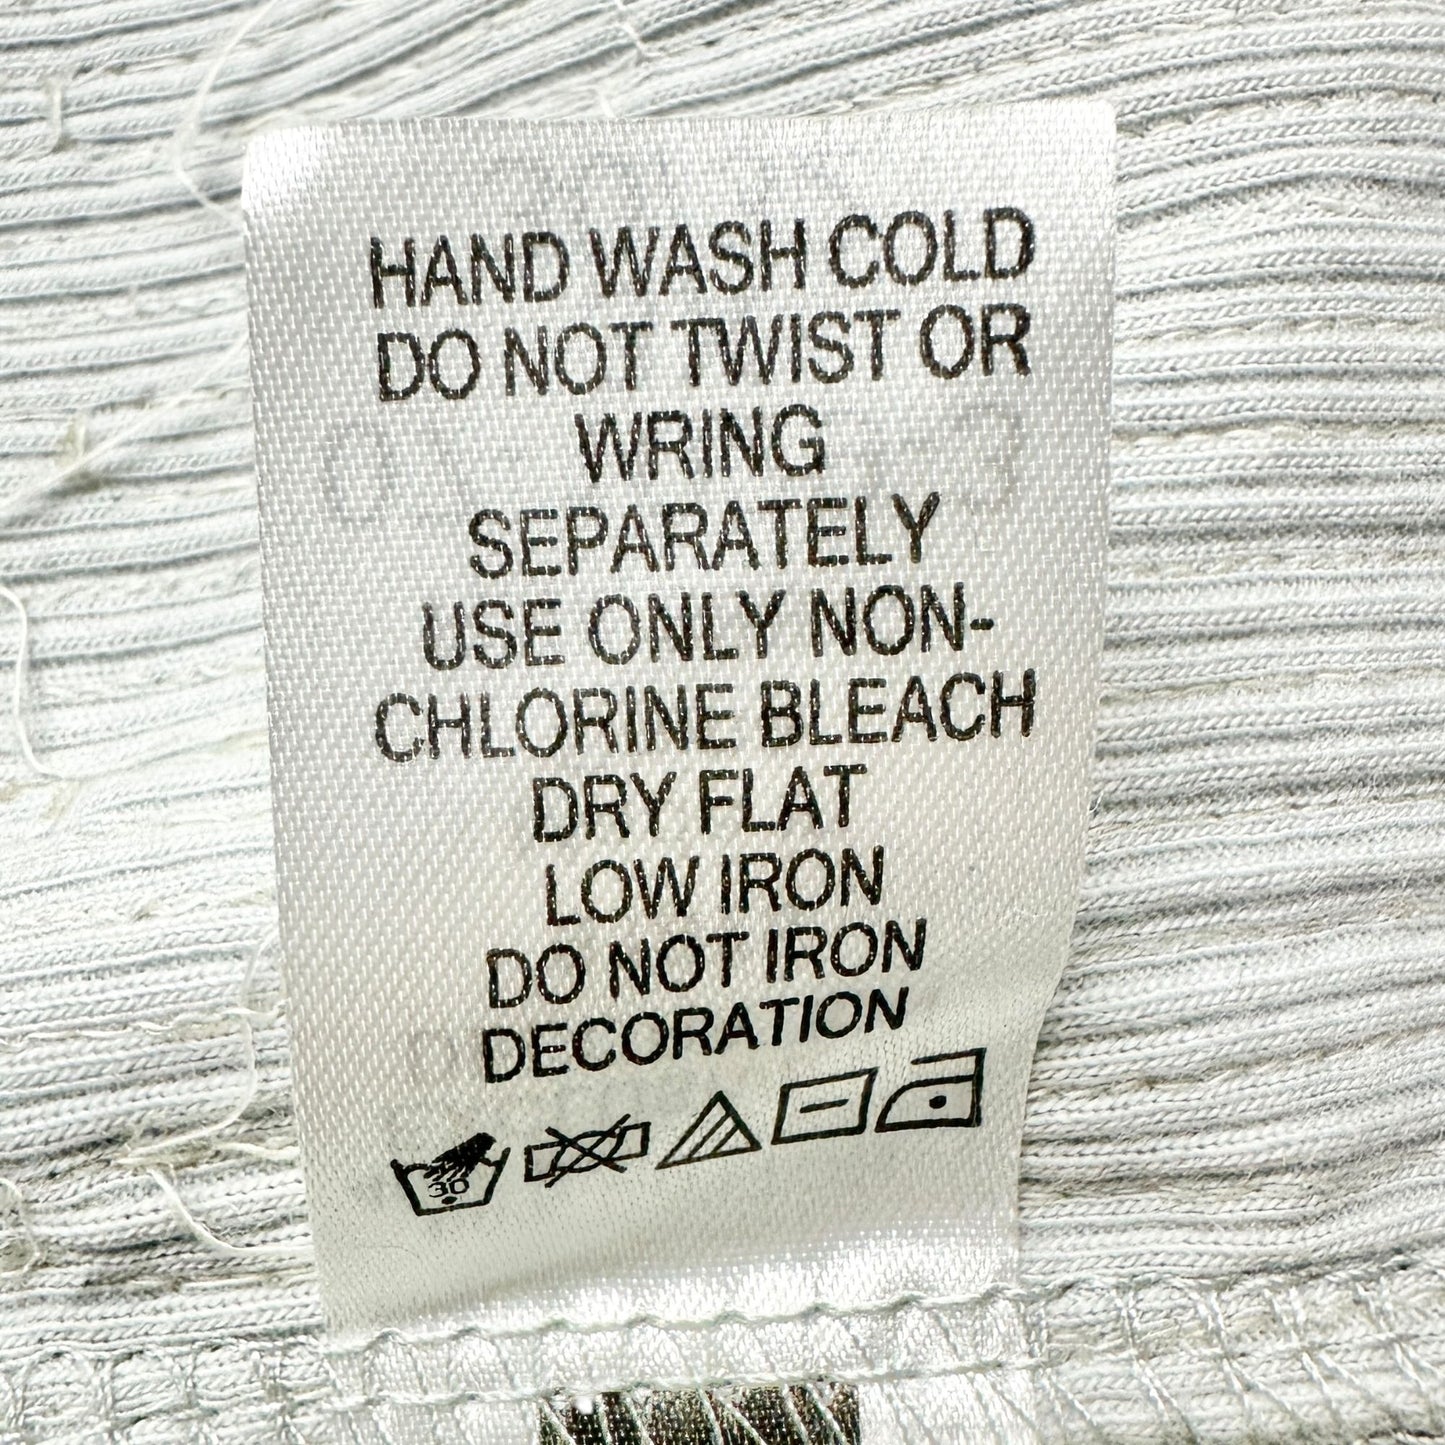 HAND WASH COLD
DO NOT TWIST OR
WRING
SEPARATELY
USE ONLY NON-
CHLORINE BLEACH
DRY FLAT
LOW IRON
DO NOT IRON
DECORATION
30